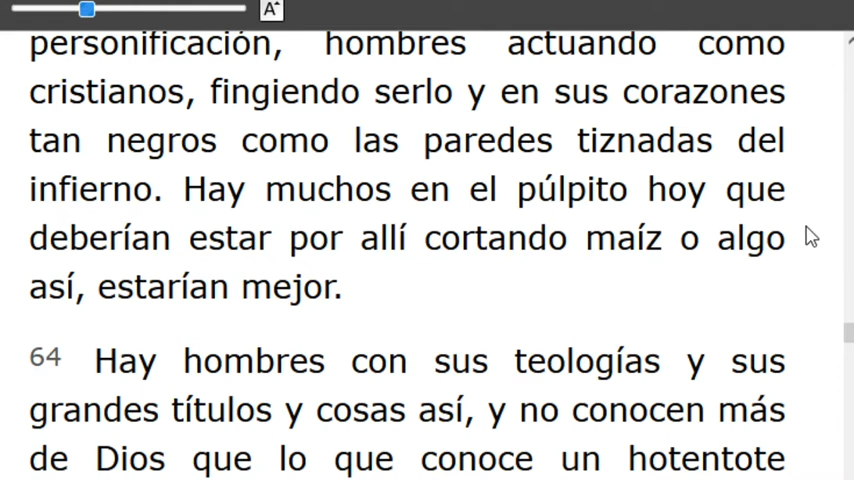 A
personificación, hombres actuando como
cristianos, fingiendo serlo y en sus corazones
tan negros como las paredes tiznadas del
infierno. Hay muchos en el púlpito hoy que
deberían estar por allí cortando maíz o algo
así, estarían mejor.
64 Hay hombres con sus teologías y sus
grandes títulos y cosas así, y no conocen más
de Dios que lo que conoce un hotentote